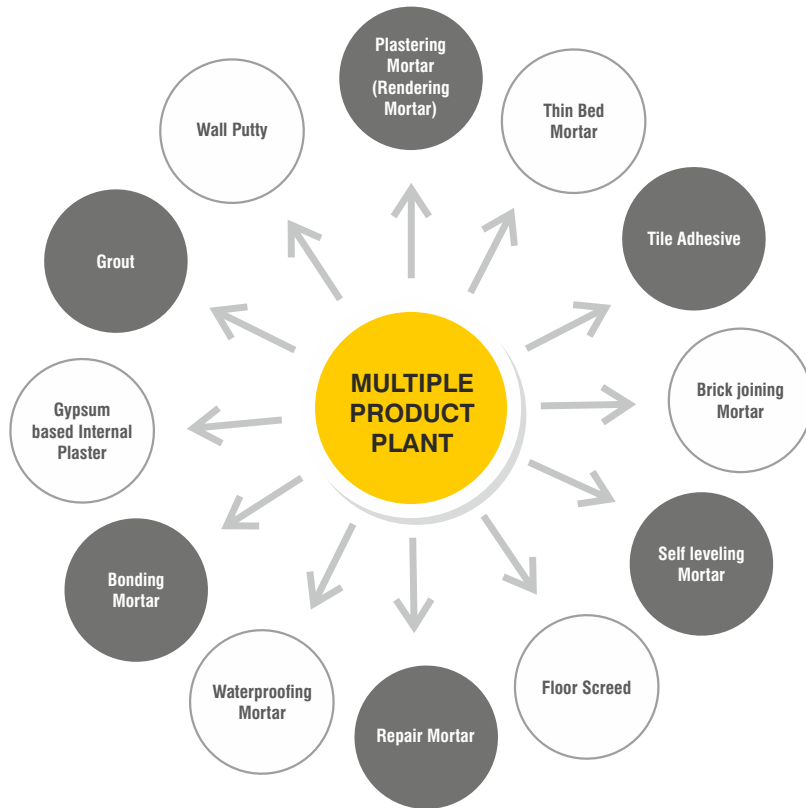 Plastering
Mortar
(Rendering
Mortar)
Thin Bed
Mortar
Tile Adhesive
Brick joining
Mortar
Self leveling
Mortar
Floor Screed
Repair Mortar
Waterproofing
Mortar
Bonding
Mortar
Gypsum
based Internal
Plaster
Grout
Wall Putty
MULTIPLE
PRODUCT
PLANT